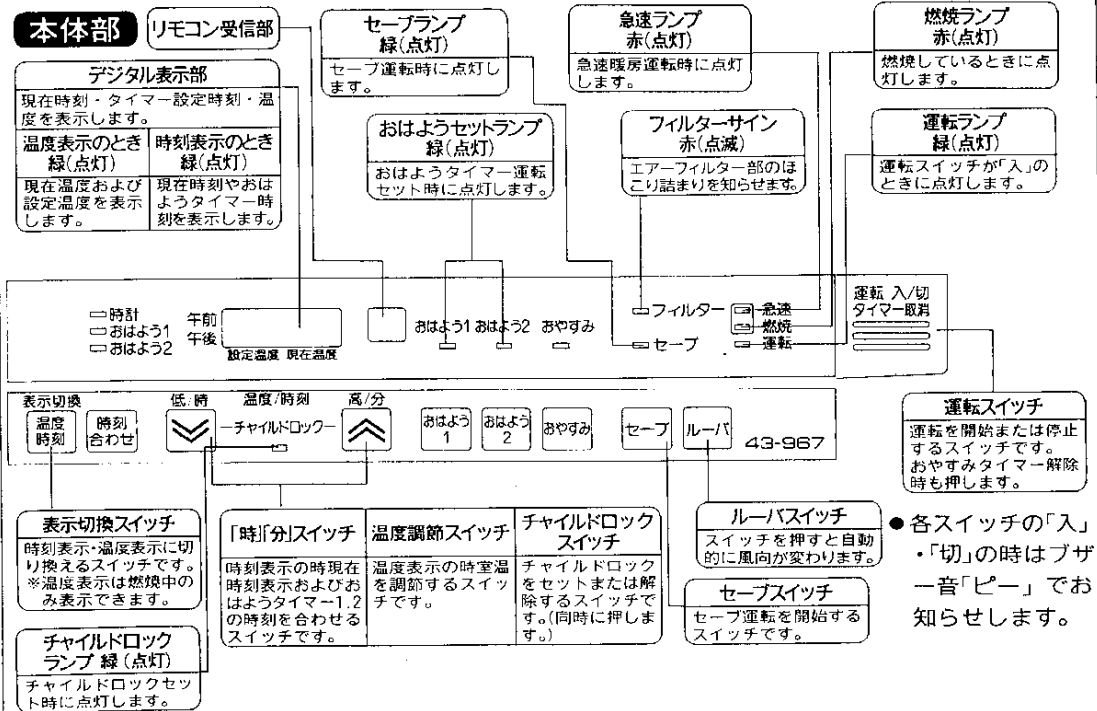 本体部
リモコン受信部
セーブランプ
緑(点灯)
セーブ運転時に点灯し
ます。
急速ランプ
赤(点灯)
急速暖房運転時に点灯
します。
燃焼ランプ
赤(点灯)
燃焼しているときに点
灯します。
デジタル表示部
現在時刻・タイマー設定時刻・温
度を表示します。
温度表示のとき
緑(点灯)
現在温度および
設定温度を表示
します。
時刻表示のとき
緑(点灯)
現在時刻やおは
ようタイマー時
刻を表示します。
おはようセットランプ
緑(点灯)
おはようタイマー運転
セット時に点灯します。
フィルターサイン
赤(点滅)
エアーフィルター部のほ
こり詰まりを知らせます。
運転ランプ
緑(点灯)
運転スイッチが「入」の
ときに点灯します。
時計
おはよう1
おはよう2
午前
午後
設定温度 現在温度
おはよう1 おはよう2 おやすみ
フィルター
セーブ
急速
燃焼
運転
運転 入/切
タイマー取消
表示切換
温度
時刻
時刻
合わせ
低/時 温度/時刻 高/分
チャイルドロック
おはよう
1
おはよう
2
おやすみ
セーブ
ルーバ
43-967
運転スイッチ
運転を開始または停止
するスイッチです。
おやすみタイマー解除
時も押します。
表示切換スイッチ
時刻表示・温度表示に切
り換えるスイッチです。
※温度表示は燃焼中の
み表示できます。
「時」「分」スイッチ
時刻表示の時現在
時刻表示およびお
はようタイマー1.2
の時刻を合わせる
スイッチです。
温度調節スイッチ
温度表示の時室温
を調節するスイッ
チです。
チャイルドロック
スイッチ
チャイルドロック
をセットまたは解
除するスイッチで
す。(同時に押しま
す。)
ルーバスイッチ
スイッチを押すと自動
的に風向が変わります。
セーブスイッチ
セーブ運転を開始する
スイッチです。
●各スイッチの「入」
・「切」の時はブザ
ー音「ピー」でお
知らせします。
チャイルドロック
ランプ 緑(点灯)
チャイルドロックセッ
ト時に点灯します。